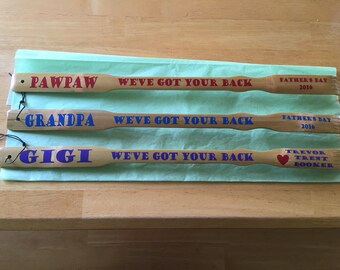 PAWPAW WE'VE GOT YOUR BACK FATHER'S DAY
2016
GRANDPA WE'VE GOT YOUR BACK FATHER'S DAY
2016
GIGI WE'VE GOT YOUR BACK TREVOR
TRENT
BOOKER